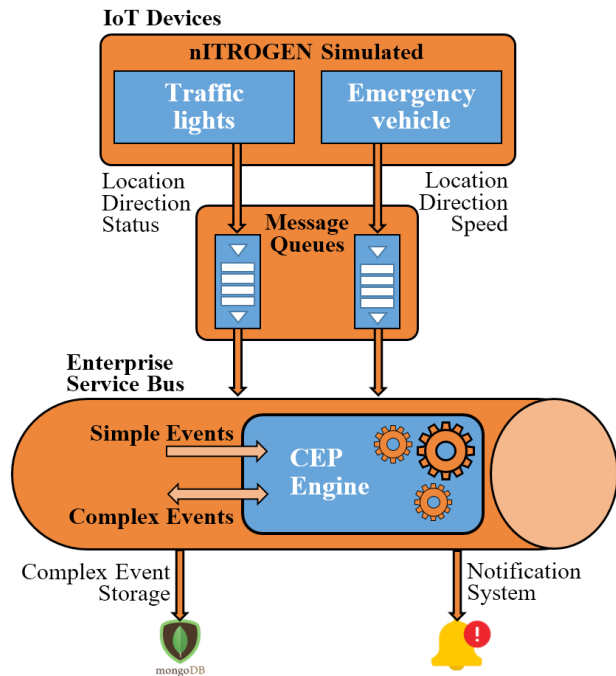 IoT Devices
nITROGEN Simulated
Traffic
lights
Emergency
vehicle
Location
Direction
Status
Location
Direction
Speed
Message
Queues
Enterprise
Service Bus
Simple Events
CEP
Engine
Complex Events
Complex Event
Storage
Notification
System
mongoDB
!